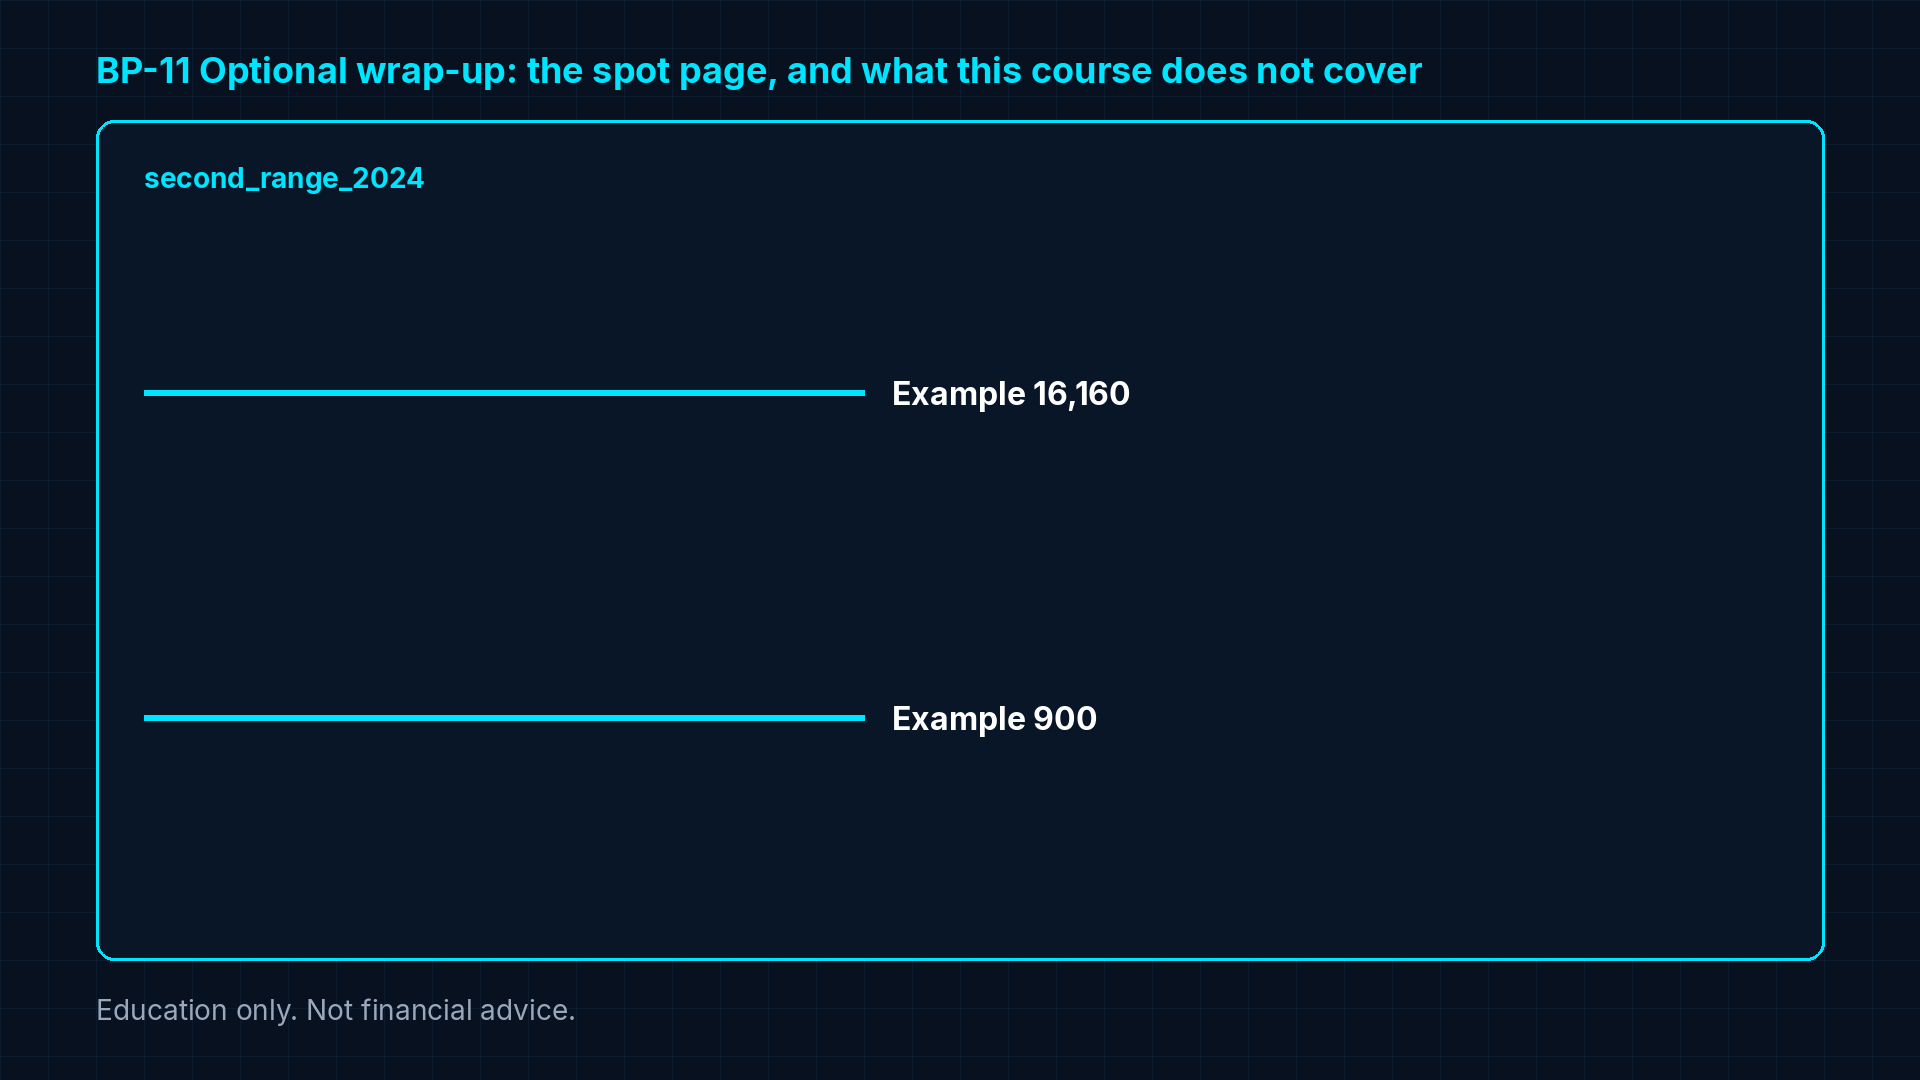 BP-11 Optional wrap-up: the spot page, and what this course does not cover
second_range_2024
Example 16,160
Example 900
Education only. Not financial advice.